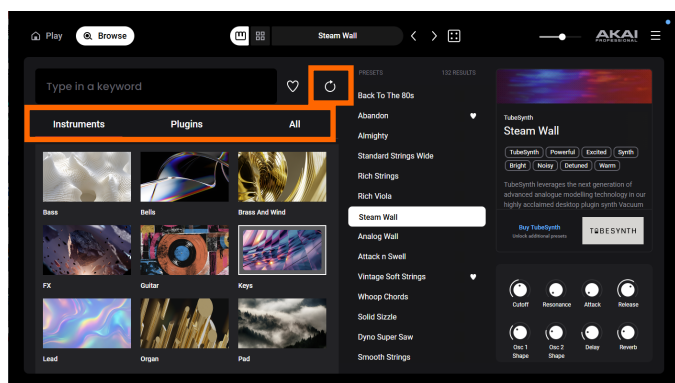 Play
Browse
Steam Wall
AKAI
PROFESSIONAL
Type in a keyword
Instruments
Plugins
All
Bass
Bells
Brass And Wind
FX
Guitar
Keys
Lead
Organ
Pad
PRESETS
132 RESULTS
Back To The 80s
Abandon
Almighty
Standard Strings Wide
Rich Strings
Rich Viola
Steam Wall
Analog Wall
Attack n Swell
Vintage Soft Strings
Whoop Chords
Solid Sizzle
Dyno Super Saw
Smooth Strings
TubeSynth
Steam Wall
TubeSynth
Powerful
Excited
Synth
Bright
Noisy
Detuned
Warm
TubeSynth leverages the next generation of
advanced analogue modelling technology in our
highly acclaimed desktop plugin synth Vacuum
Buy TubeSynth
Unlock additional presets
TUBESYNTH
Cutoff
Resonance
Attack
Release
Osc 1
Shape
Osc 2
Shape
Delay
Reverb